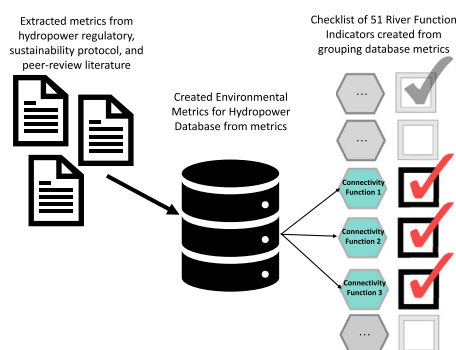 Extracted metrics from
hydropower regulatory,
sustainability protocol, and
peer-review literature
Created Environmental
Metrics for Hydropower
Database from metrics
Checklist of 51 River Function
Indicators created from
grouping database metrics
...
...
Connectivity
Function 1
Connectivity
Function 2
Connectivity
Function 3
...